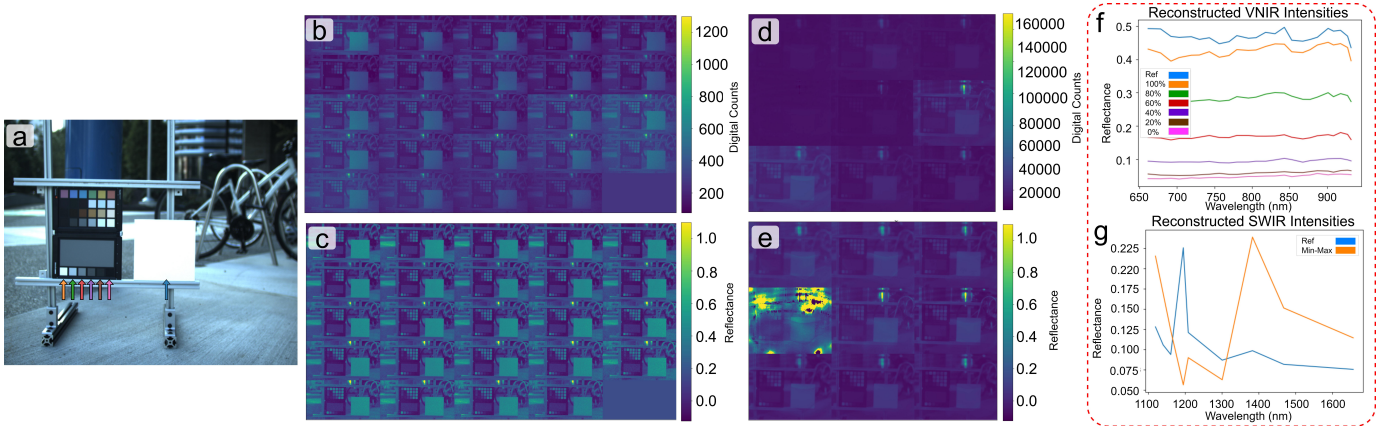 a
b
1200
1000
800
600
400
200
Digital Counts
c
1.0
0.8
0.6
0.4
0.2
0.0
Reflectance
d
160000
140000
120000
100000
80000
60000
40000
20000
Digital Counts
e
1.0
0.8
0.6
0.4
0.2
0.0
Reflectance
f
Reconstructed VNIR Intensities
0.5
0.4
0.3
0.2
0.1
Reflectance
Ref
100%
80%
60%
40%
20%
0%
650 700 750 800 850 900
Wavelength (nm)
g
Reconstructed SWIR Intensities
0.225
0.220
0.175
0.150
0.125
0.100
0.075
0.050
Reflectance
Ref
Min-Max
1100 1200 1300 1400 1500 1600
Wavelength (nm)